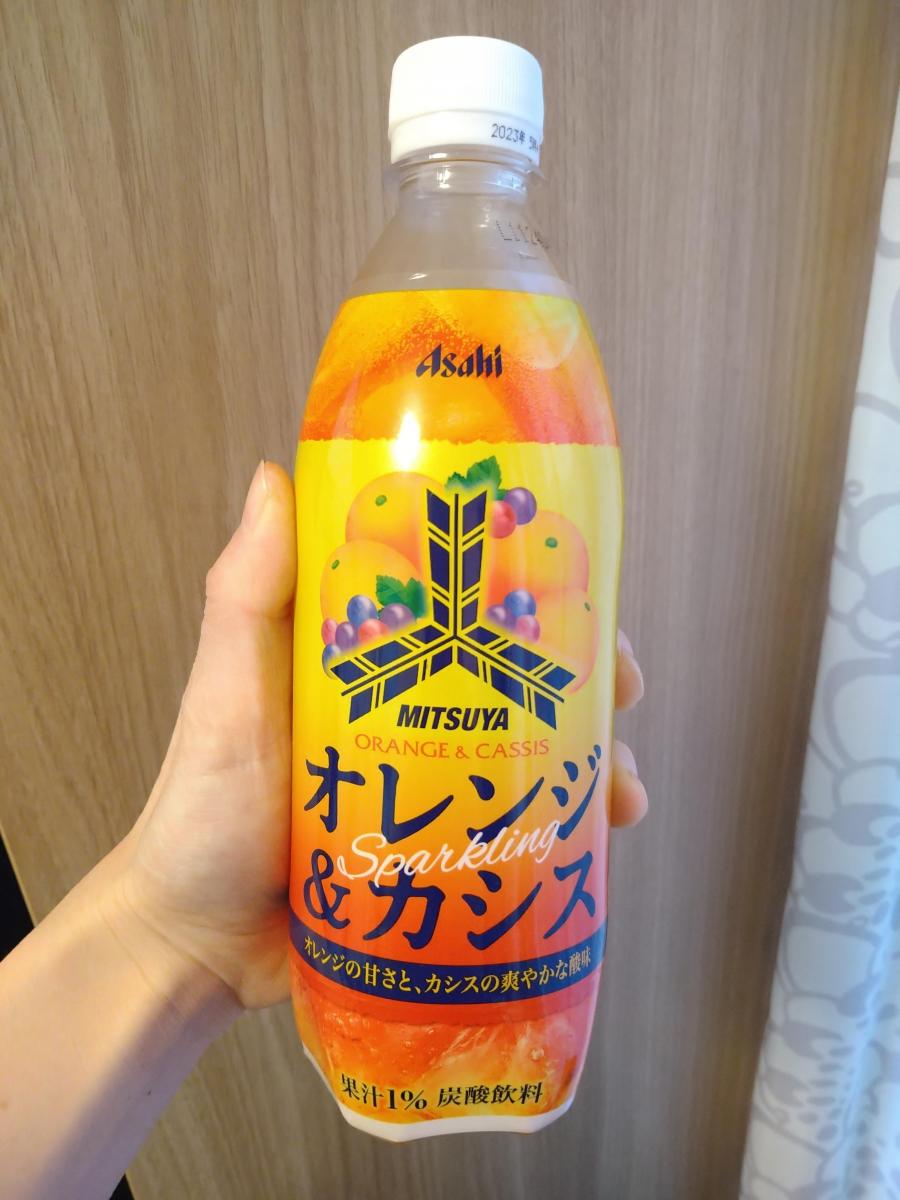 2023年
Asahi
MITSUYA
ORANGE & CASSIS
オレンジ
Sparkling
&カシス
オレンジの甘さと、カシスの爽やかな酸味
果汁1% 炭酸飲料